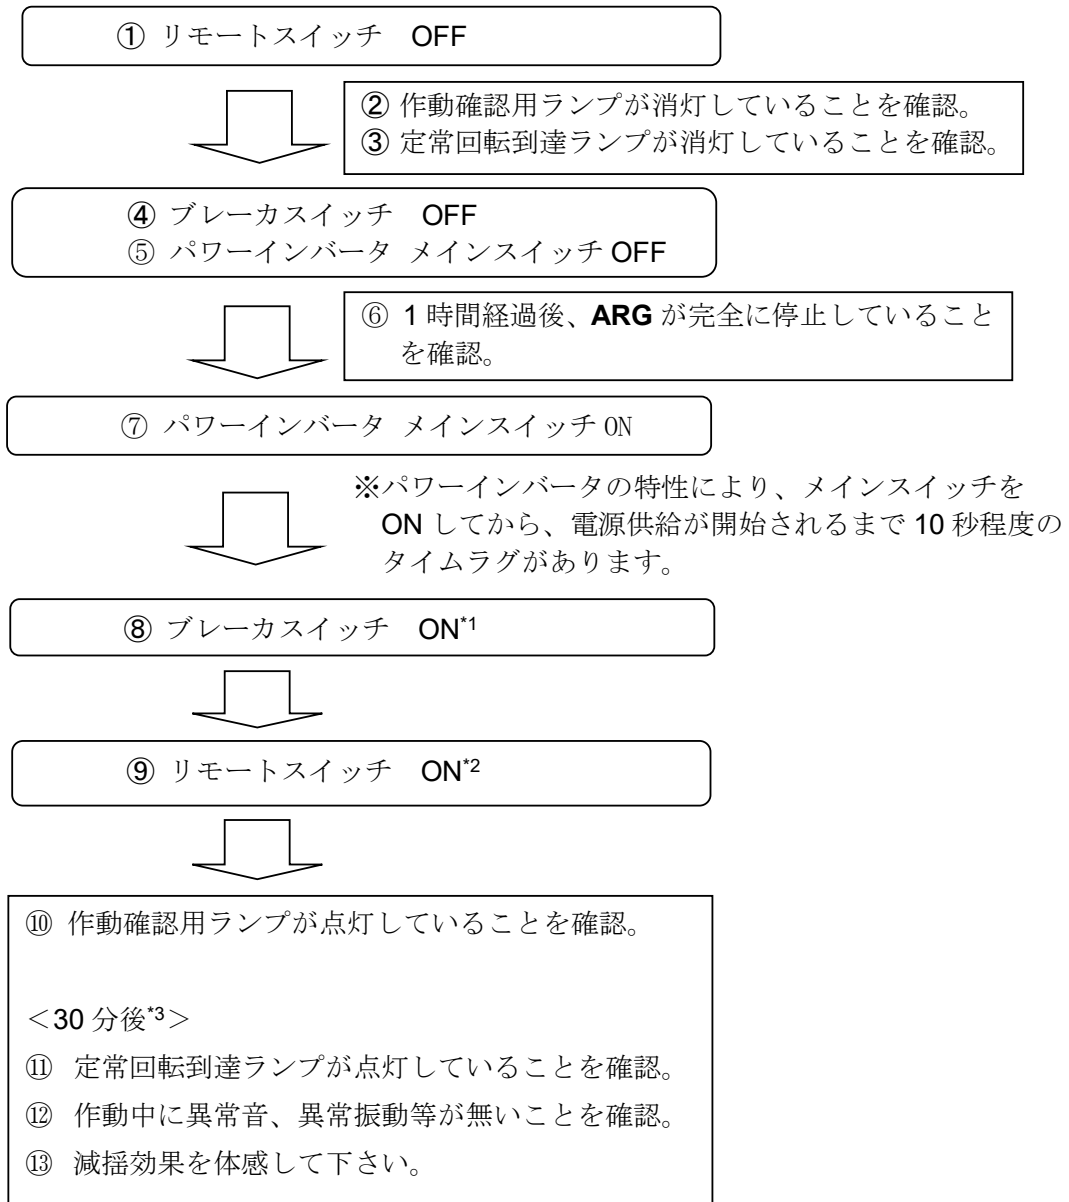 ① リモートスイッチ　OFF
② 作動確認用ランプが消灯していることを確認。
③ 定常回転到達ランプが消灯していることを確認。
④ ブレーカスイッチ　OFF
⑤ パワーインバータ メインスイッチ OFF
⑥ 1 時間経過後、ARG が完全に停止していること
を確認。
⑦ パワーインバータ メインスイッチ ON
※パワーインバータの特性により、メインスイッチを
ON してから、電源供給が開始されるまで 10 秒程度の
タイムラグがあります。
⑧ ブレーカスイッチ　ON*1
⑨ リモートスイッチ　ON*2
⑩ 作動確認用ランプが点灯していることを確認。
＜30 分後*3＞
⑪ 定常回転到達ランプが点灯していることを確認。
⑫ 作動中に異常音、異常振動等が無いことを確認。
⑬ 減揺効果を体感して下さい。